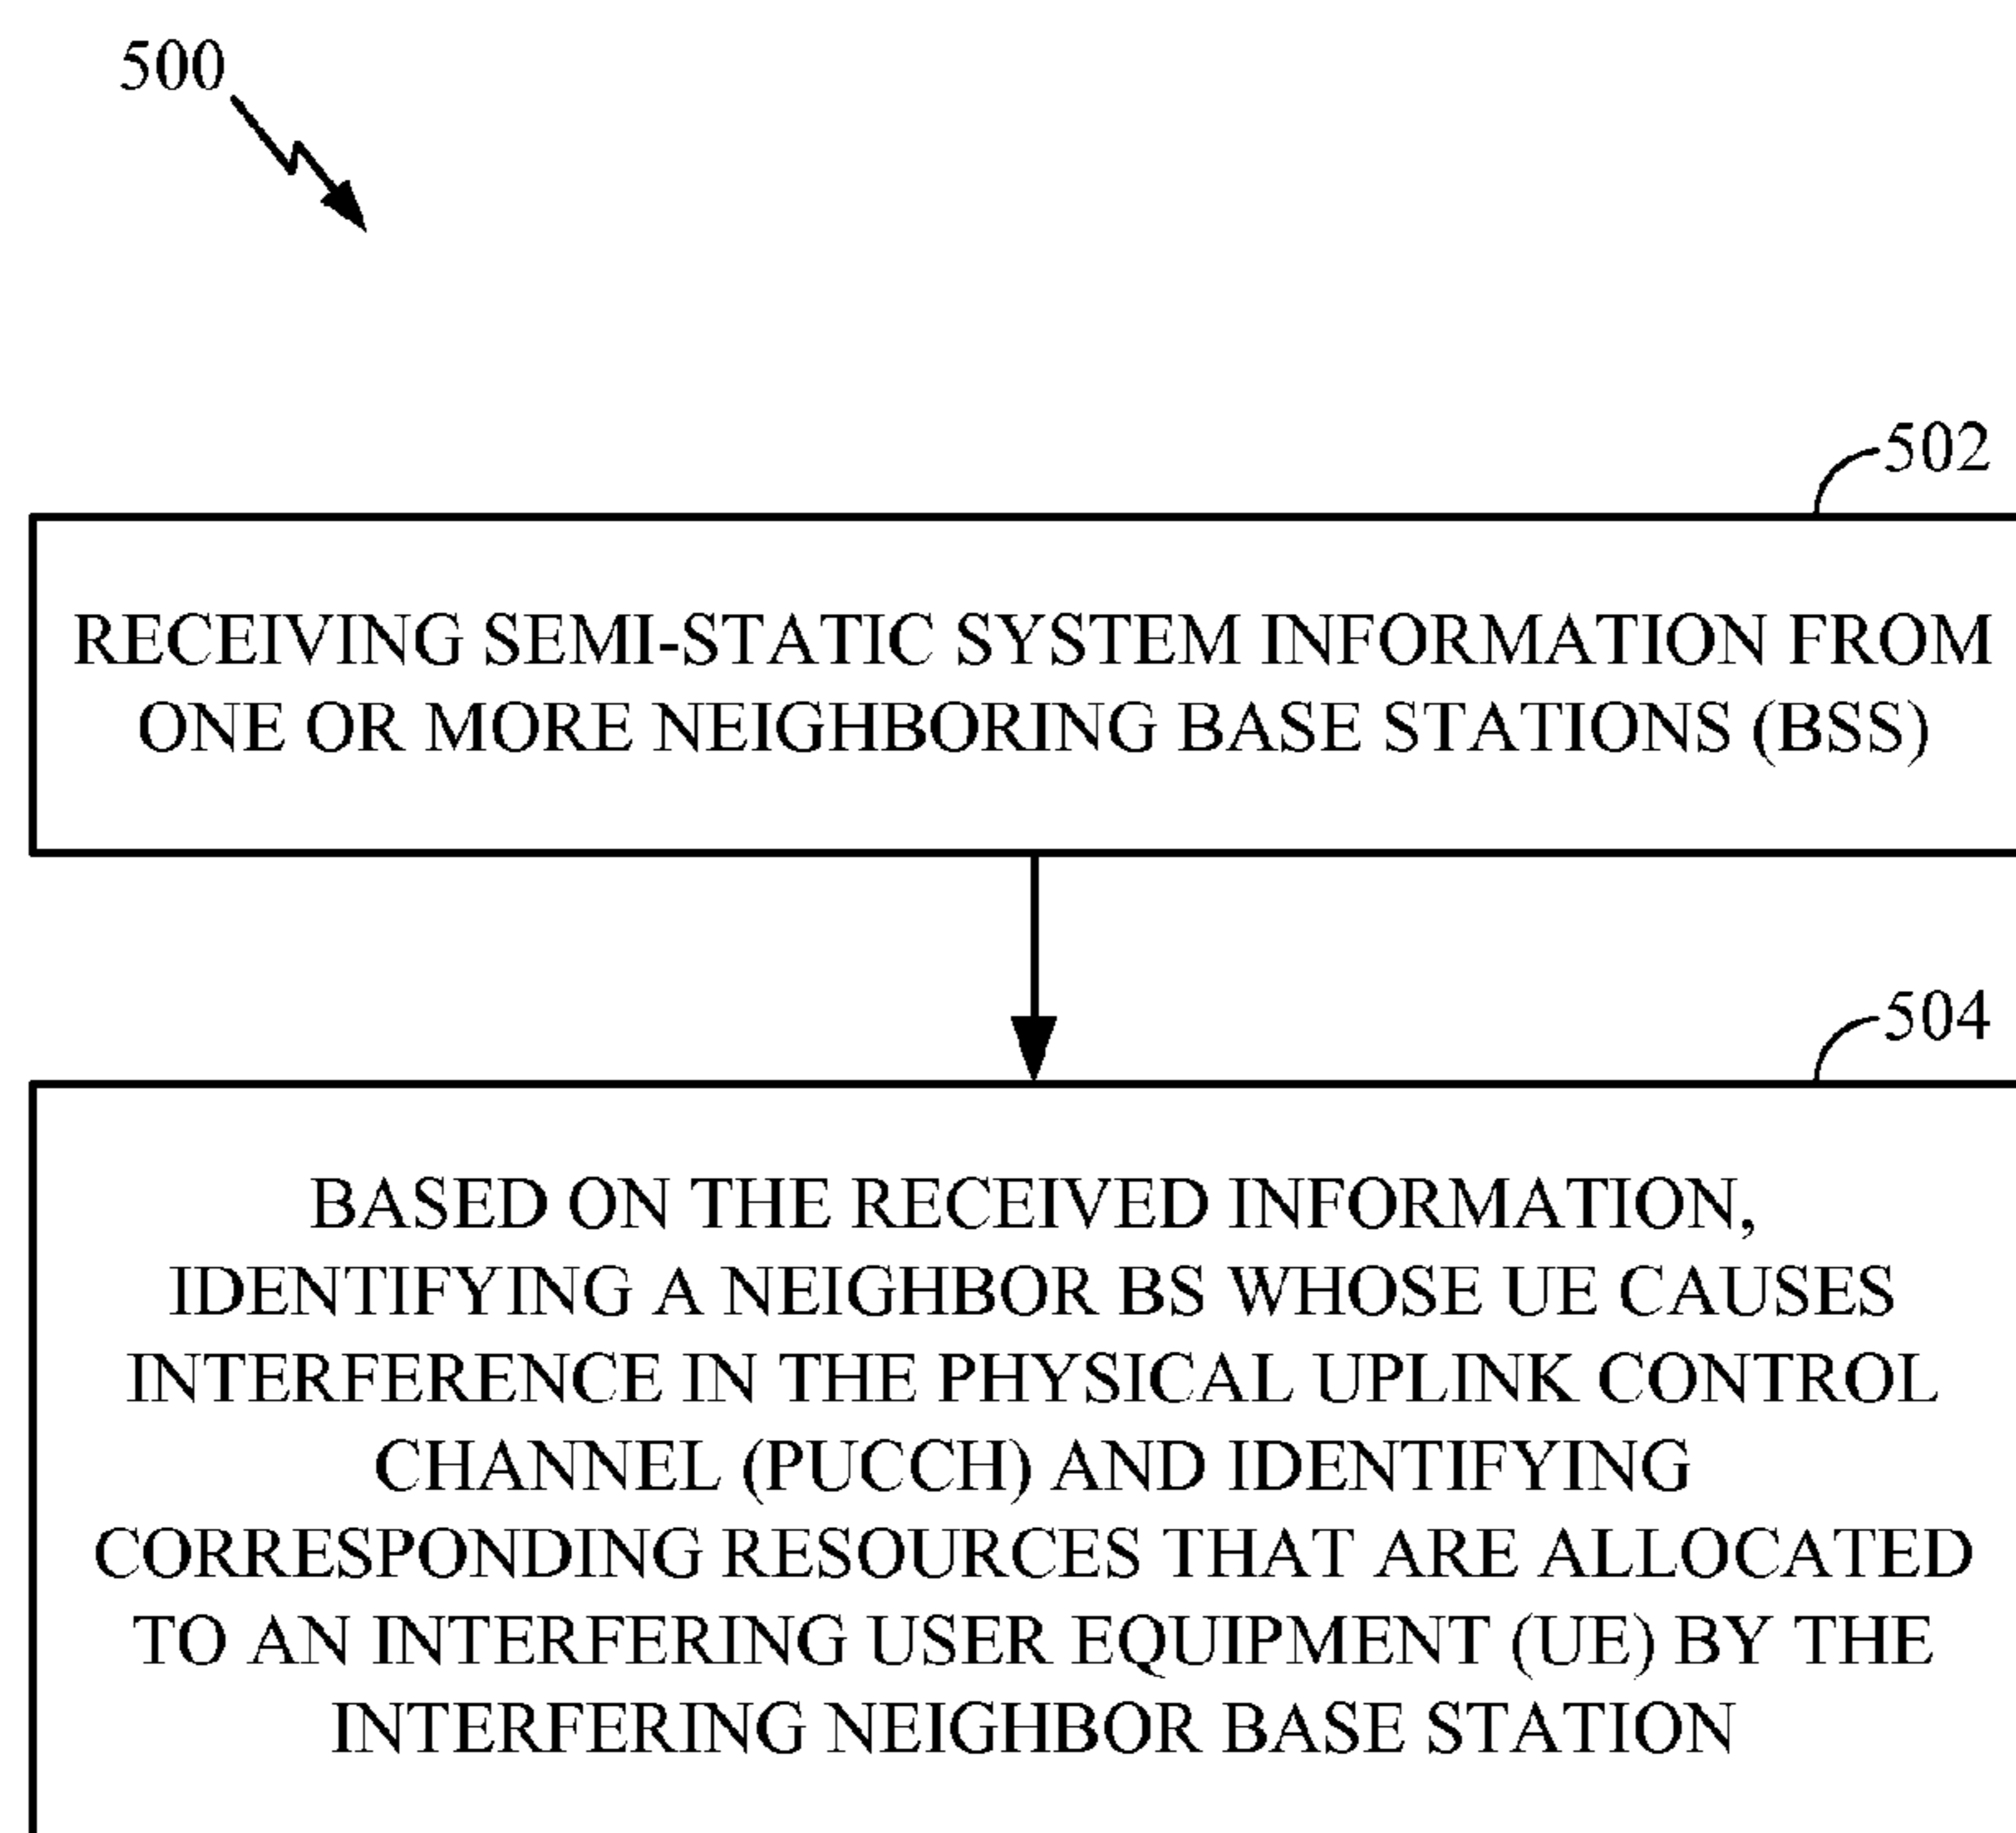 500
502
RECEIVING SEMI-STATIC SYSTEM INFORMATION FROM
ONE OR MORE NEIGHBORING BASE STATIONS (BSS)
504
BASED ON THE RECEIVED INFORMATION,
IDENTIFYING A NEIGHBOR BS WHOSE UE CAUSES
INTERFERENCE IN THE PHYSICAL UPLINK CONTROL
CHANNEL (PUCCH) AND IDENTIFYING
CORRESPONDING RESOURCES THAT ARE ALLOCATED
TO AN INTERFERING USER EQUIPMENT (UE) BY THE
INTERFERING NEIGHBOR BASE STATION